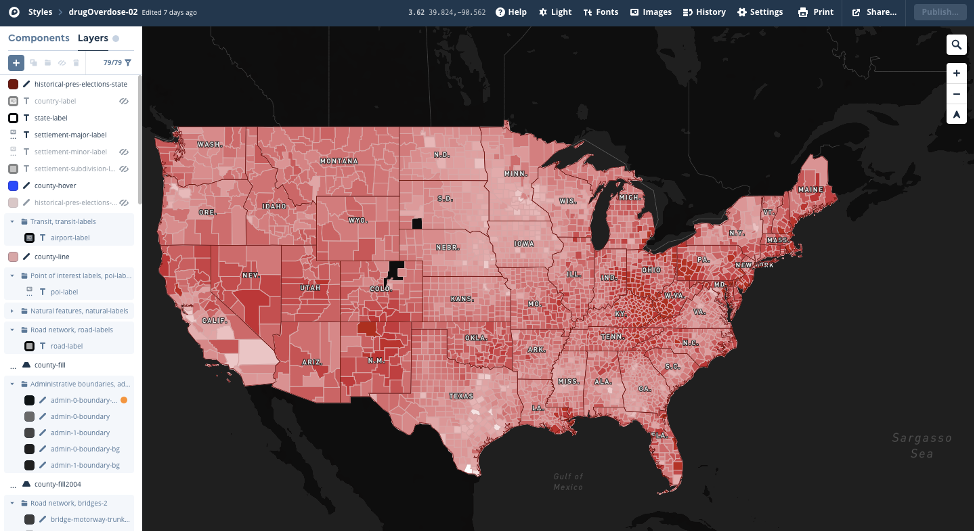 Styles > drugOverdose-02 Edited 7 days ago
3.62 39.824,-90.562
Help
Light
Fonts
Images
History
Settings
Print
Share...
Publish...
Components
Layers
79/79
historical-pres-elections-state
country-label
state-label
settlement-major-label
settlement-minor-label
settlement-subdivision-l...
county-hover
historical-pres-elections-...
Transit, transit-labels
airport-label
county-line
Point of interest labels, poi-lab...
poi-label
Natural features, natural-labels
Road network, road-labels
road-label
county-fill
Administrative boundaries, ad...
admin-0-boundary-...
admin-0-boundary
admin-1-boundary
admin-0-boundary-bg
admin-1-boundary-bg
county-fill2004
Road network, bridges-2
bridge-motorway-trunk...
WASH.
MONTANA
N.D.
MINN.
MAINE
ORE.
IDAHO
S.D.
WIS.
MICH.
VT.
WYO.
N.Y.
MASS.
NEBR.
IOWA
NEV.
UTAH
COLO.
ILL.
IND.
OHIO
PA.
NEW YORK
MD.
CALIF.
KANS.
MO.
KY.
W.VA.
VA.
ARIZ.
N.M.
OKLA.
ARK.
TENN.
N.C.
TEXAS
LA.
MISS.
ALA.
GA.
S.C.
FLA.
Gulf of
Mexico
Sargasso
Sea